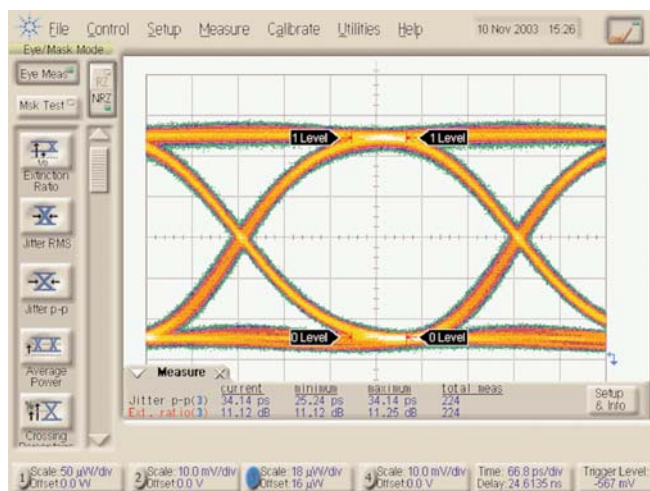 File Control Setup Measure Calibrate Utilities Help 10 Nov 2003 15:26
Eye/Mask Mode
Eye Meas
RZ
NRZ
Msk Test
1 Level 1 Level
Extinction
Ratio
Jitter RMS
Jitter p-p
0 Level 0 Level
Average
Power
Measure
current minimum maximum total meas
Jitter p-p(3) 34.14 ps 25.24 ps 34.14 ps 224
Ext. ratio(3) 11.12 dB 11.12 dB 11.25 dB 224
Setup
& Info
Crossing
1 Scale: 50 µW/div 2 Scale: 10.0 mV/div Scale: 18 µW/div 4 Scale: 10.0 mV/div Time: 66.8 ps/div Trigger Level:
Offset: 0.0 W Offset: 0.0 V Offset: 16 µW Offset: 0.0 V Delay: 24.6135 ns -567 mV